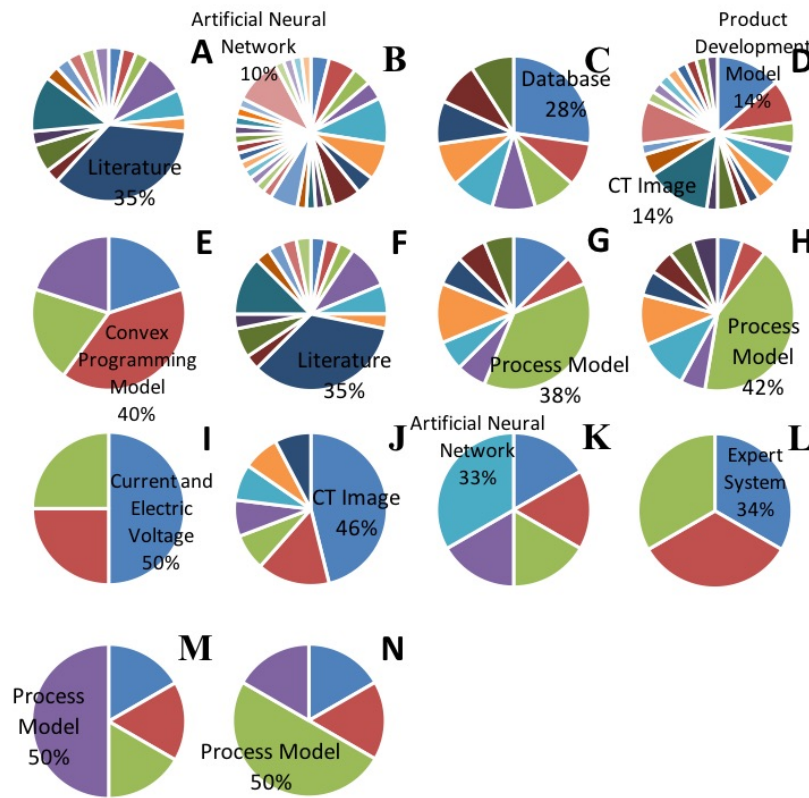 A
Literature
35%
Artificial Neural
Network
10%
B
C
Database
28%
Product
Development
Model
14%
D
CT Image
14%
E
Convex
Programming
Model
40%
F
Literature
35%
G
Process Model
38%
H
Process
Model
42%
I
Current and
Electric
Voltage
50%
J
CT Image
46%
Artificial Neural
Network
33%
K
L
Expert
System
34%
M
Process
Model
50%
N
Process Model
50%